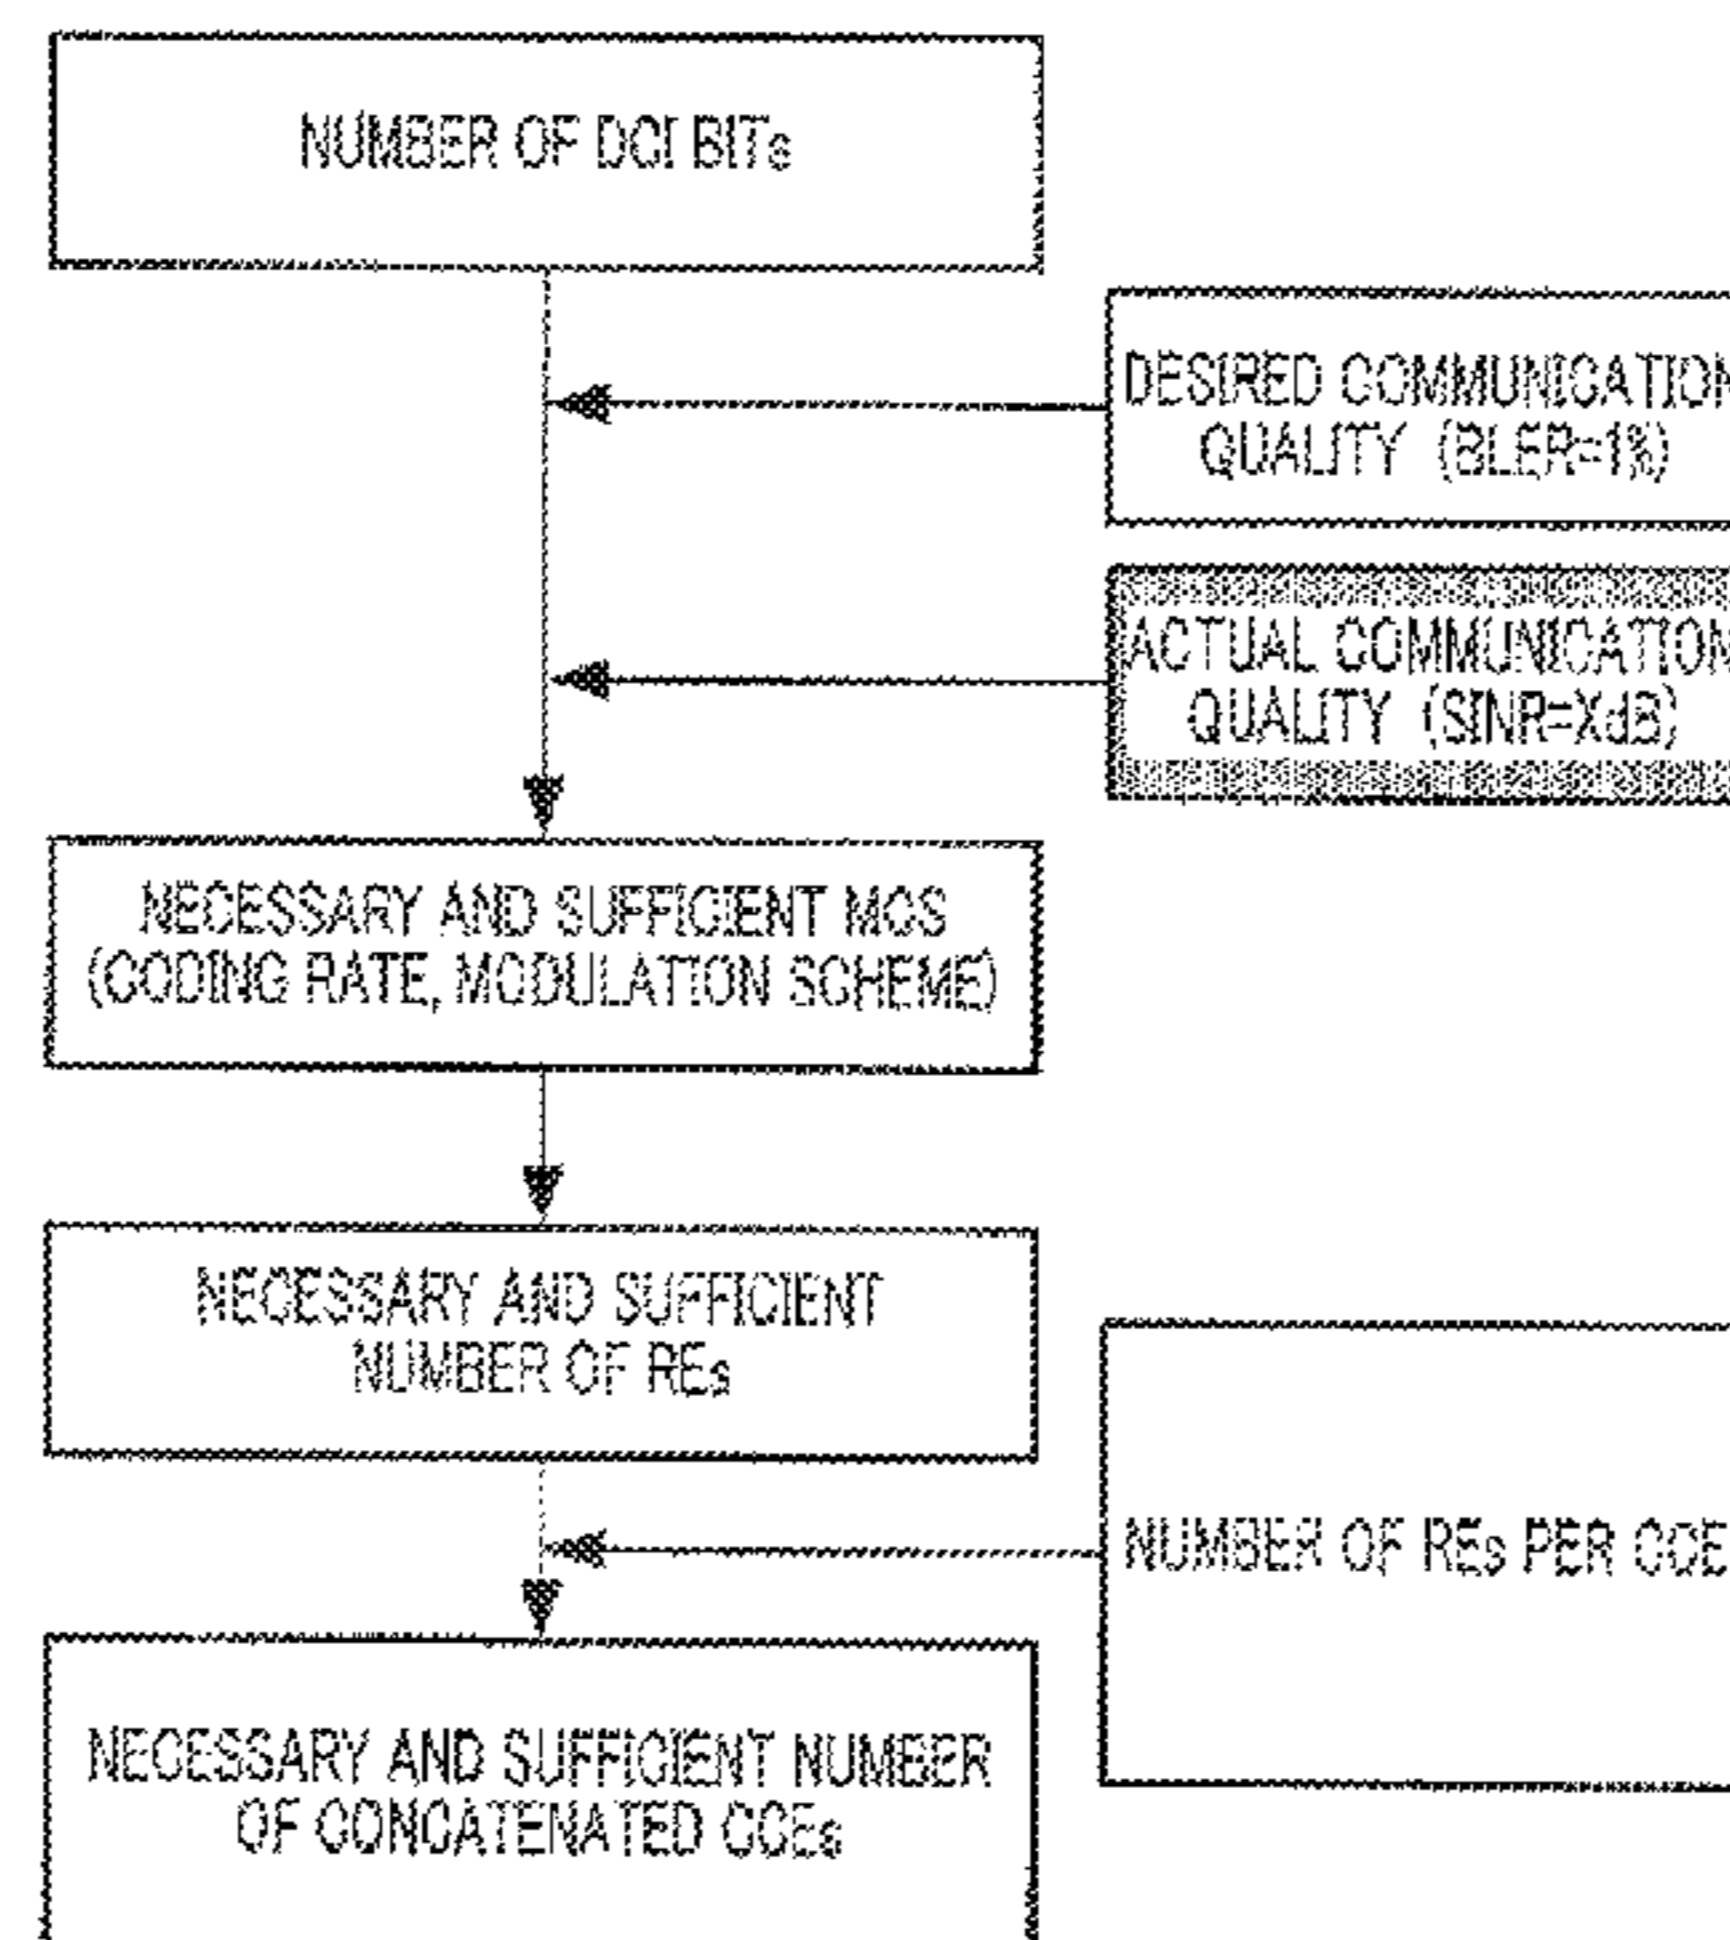 NUMBER OF DCI BITs
DESIRED COMMUNICATION
QUALITY (BLER=1%)
ACTUAL COMMUNICATION
QUALITY (SINR=XdB)
NECESSARY AND SUFFICIENT MCS
(CODING RATE, MODULATION SCHEME)
NECESSARY AND SUFFICIENT
NUMBER OF REs
NUMBER OF REs PER CCE
NECESSARY AND SUFFICIENT NUMBER
OF CONCATENATED CCEs